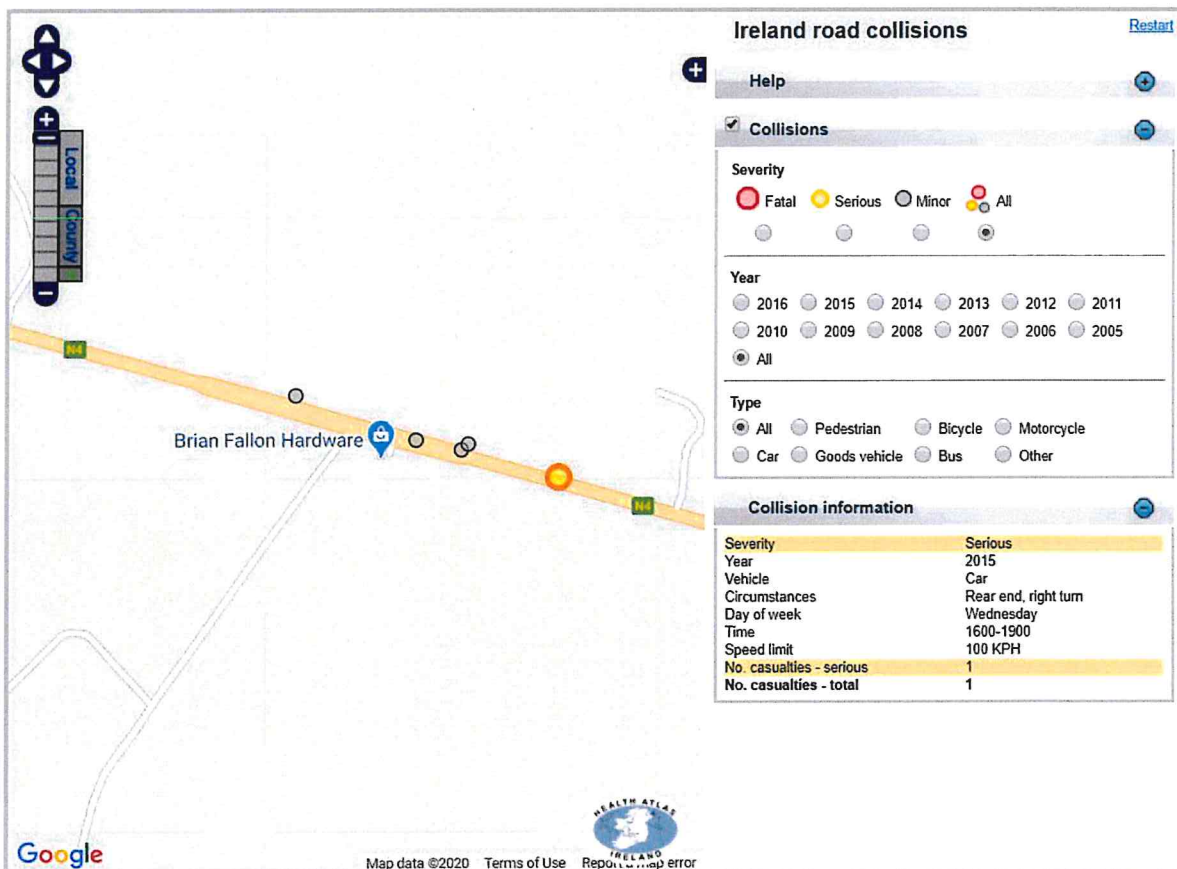 Ireland road collisions
Restart
Help
Collisions
Severity
Fatal Serious Minor All
Year
2016 2015 2014 2013 2012 2011
2010 2009 2008 2007 2006 2005
All
Type
All Pedestrian Bicycle Motorcycle
Car Goods vehicle Bus Other
Collision information
Severity Serious
Year 2015
Vehicle Car
Circumstances Rear end, right turn
Day of week Wednesday
Time 1600-1900
Speed limit 100 KPH
No. casualties - serious 1
No. casualties - total 1
Local
County
N4
Brian Fallon Hardware
N4
HEALTH ATLAS
IRELAND
Google
Map data ©2020 Terms of Use Report a map error